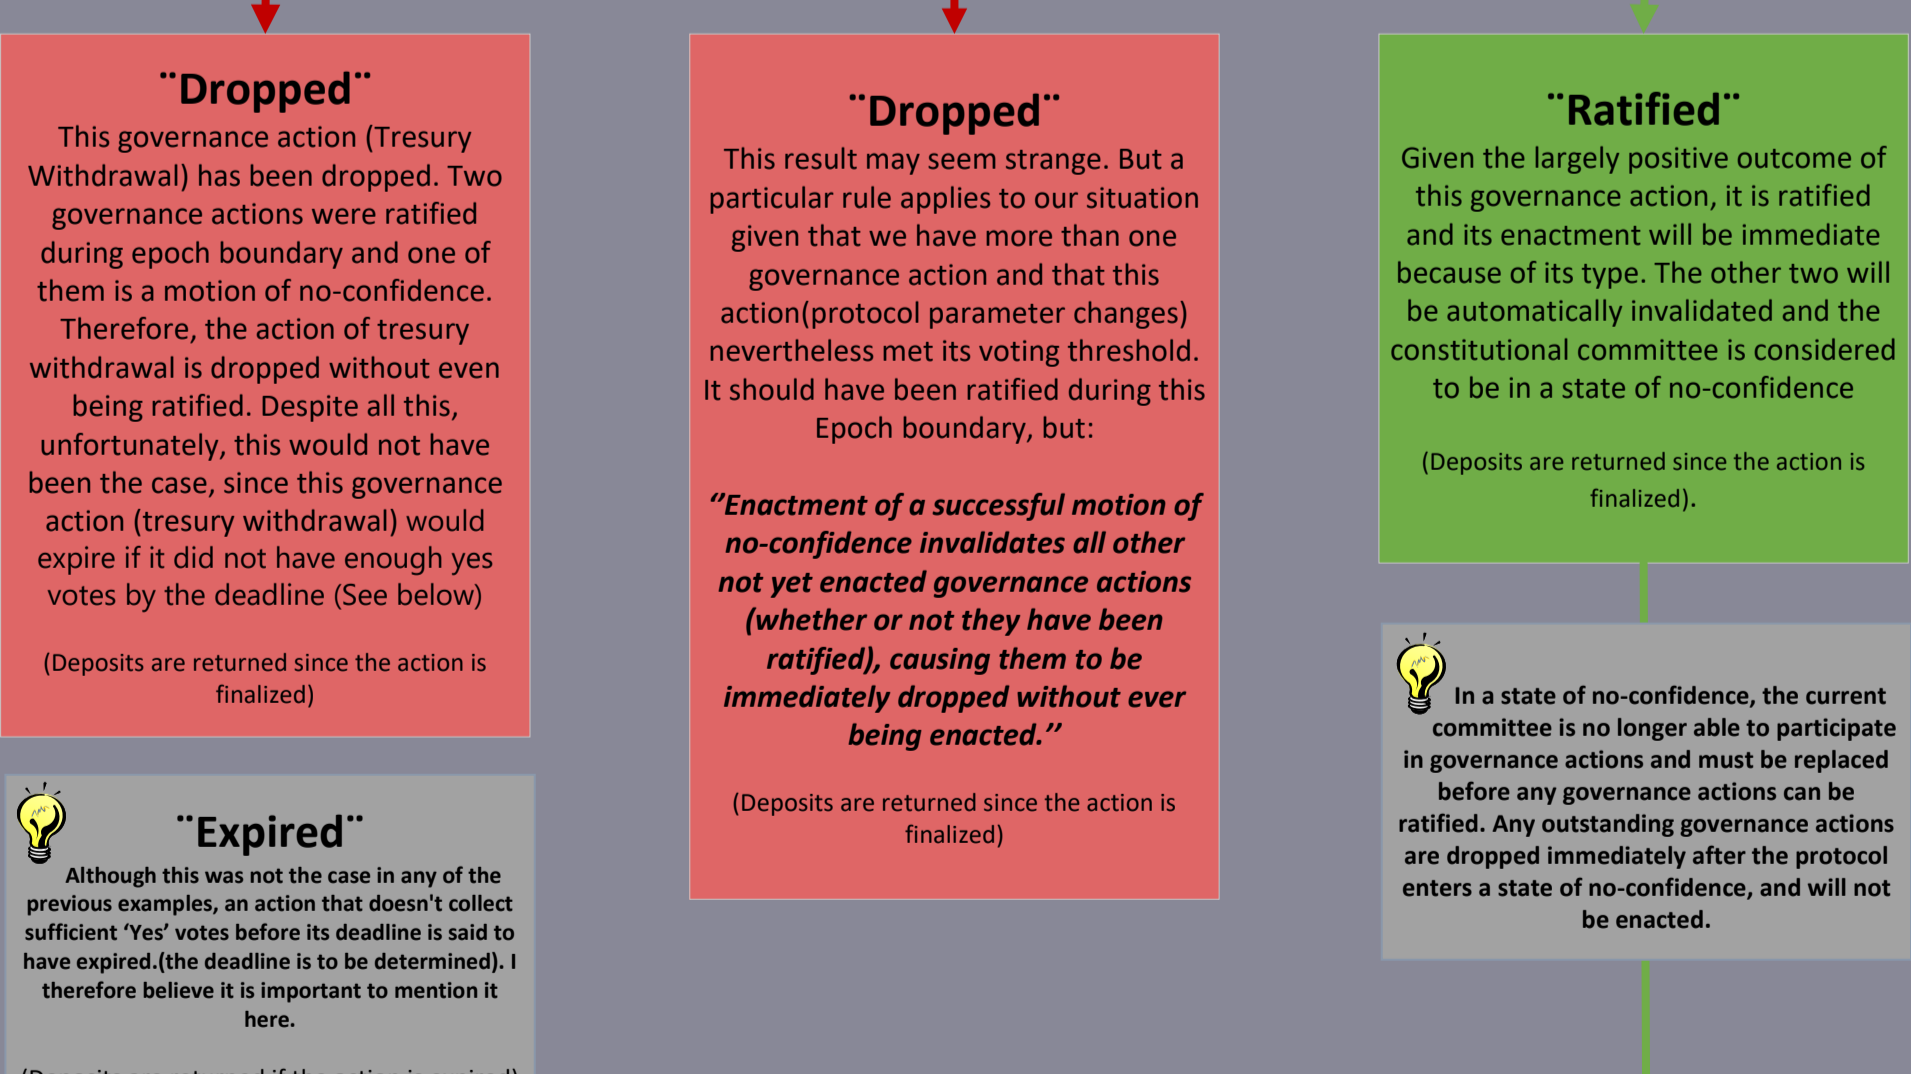 ¨Dropped¨
This governance action (Tresury
Withdrawal) has been dropped. Two
governance actions were ratified
during epoch boundary and one of
them is a motion of no-confidence.
Therefore, the action of tresury
withdrawal is dropped without even
being ratified. Despite all this,
unfortunately, this would not have
been the case, since this governance
action (tresury withdrawal) would
expire if it did not have enough yes
votes by the deadline (See below)
(Deposits are returned since the action is
finalized)
¨Expired¨
Although this was not the case in any of the
previous examples, an action that doesn't collect
sufficient ‘Yes’ votes before its deadline is said to
have expired.(the deadline is to be determined). I
therefore believe it is important to mention it
here.
(Deposits are returned if the action is expired)
¨Dropped¨
This result may seem strange. But a
particular rule applies to our situation
given that we have more than one
governance action and that this
action(protocol parameter changes)
nevertheless met its voting threshold.
It should have been ratified during this
Epoch boundary, but:
‘’Enactment of a successful motion of
no-confidence invalidates all other
not yet enacted governance actions
(whether or not they have been
ratified), causing them to be
immediately dropped without ever
being enacted.’’
(Deposits are returned since the action is
finalized)
¨Ratified¨
Given the largely positive outcome of
this governance action, it is ratified
and its enactment will be immediate
because of its type. The other two will
be automatically invalidated and the
constitutional committee is considered
to be in a state of no-confidence
(Deposits are returned since the action is
finalized).
In a state of no-confidence, the current
committee is no longer able to participate
in governance actions and must be replaced
before any governance actions can be
ratified. Any outstanding governance actions
are dropped immediately after the protocol
enters a state of no-confidence, and will not
be enacted.